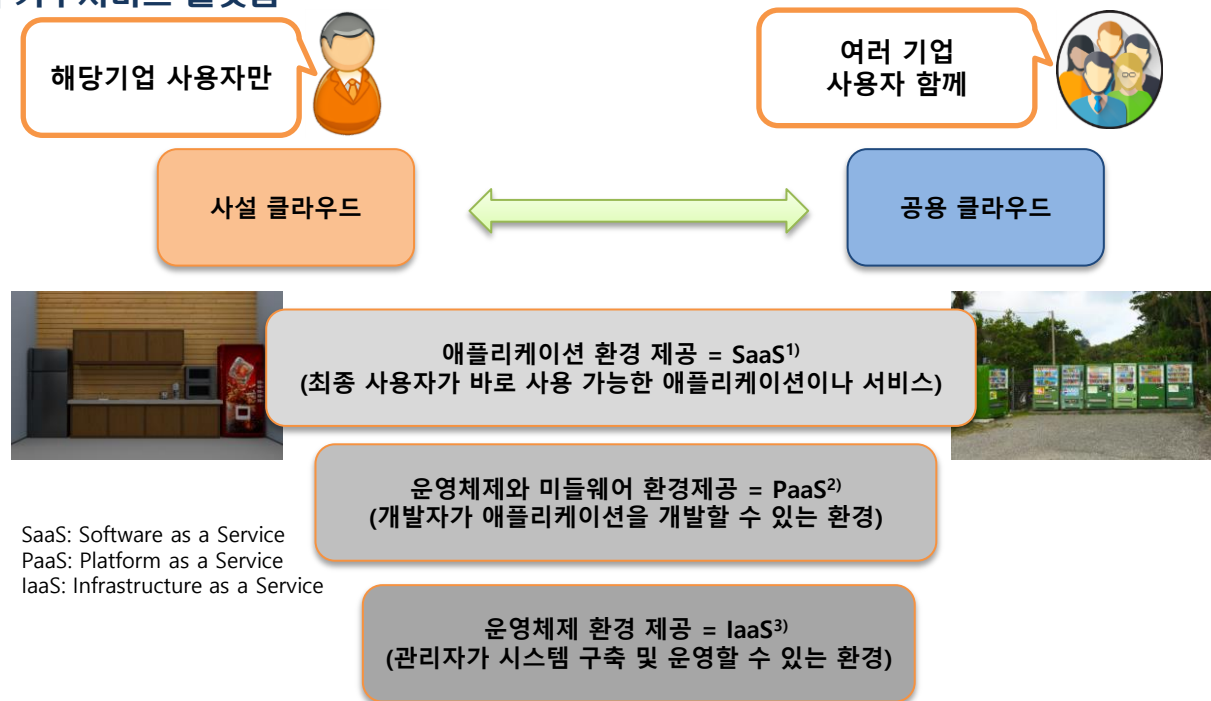 해당기업 사용자만
여러 기업
사용자 함께
사설 클라우드
공용 클라우드
애플리케이션 환경 제공 = SaaS1)
(최종 사용자가 바로 사용 가능한 애플리케이션이나 서비스)
운영체제와 미들웨어 환경제공 = PaaS2)
(개발자가 애플리케이션을 개발할 수 있는 환경)
SaaS: Software as a Service
PaaS: Platform as a Service
IaaS: Infrastructure as a Service
운영체제 환경 제공 = IaaS3)
(관리자가 시스템 구축 및 운영할 수 있는 환경)